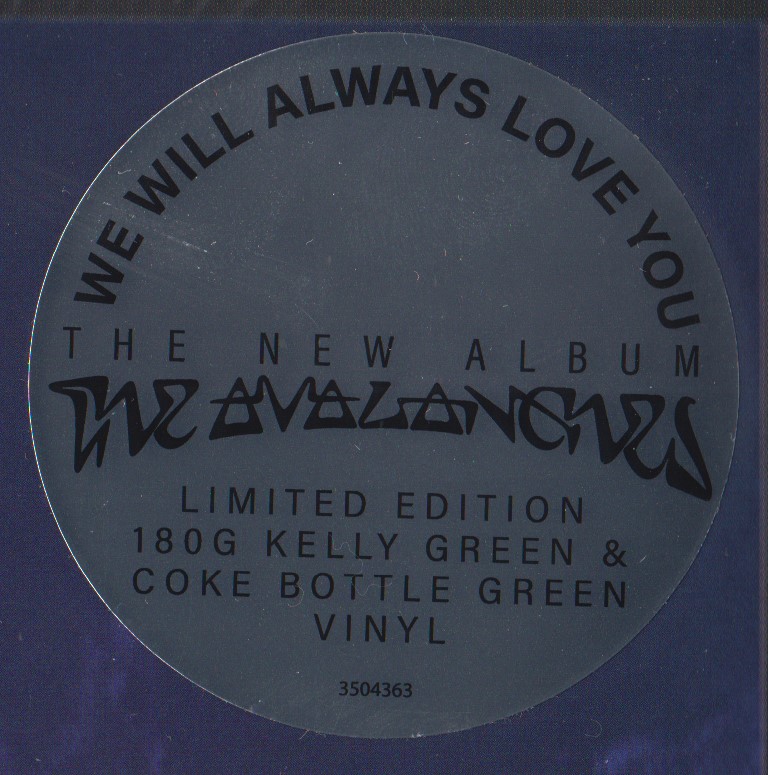 WE WILL ALWAYS LOVE YOU
THE NEW ALBUM
THE AVALANCHES
LIMITED EDITION
180G KELLY GREEN &
COKE BOTTLE GREEN
VINYL
3504363